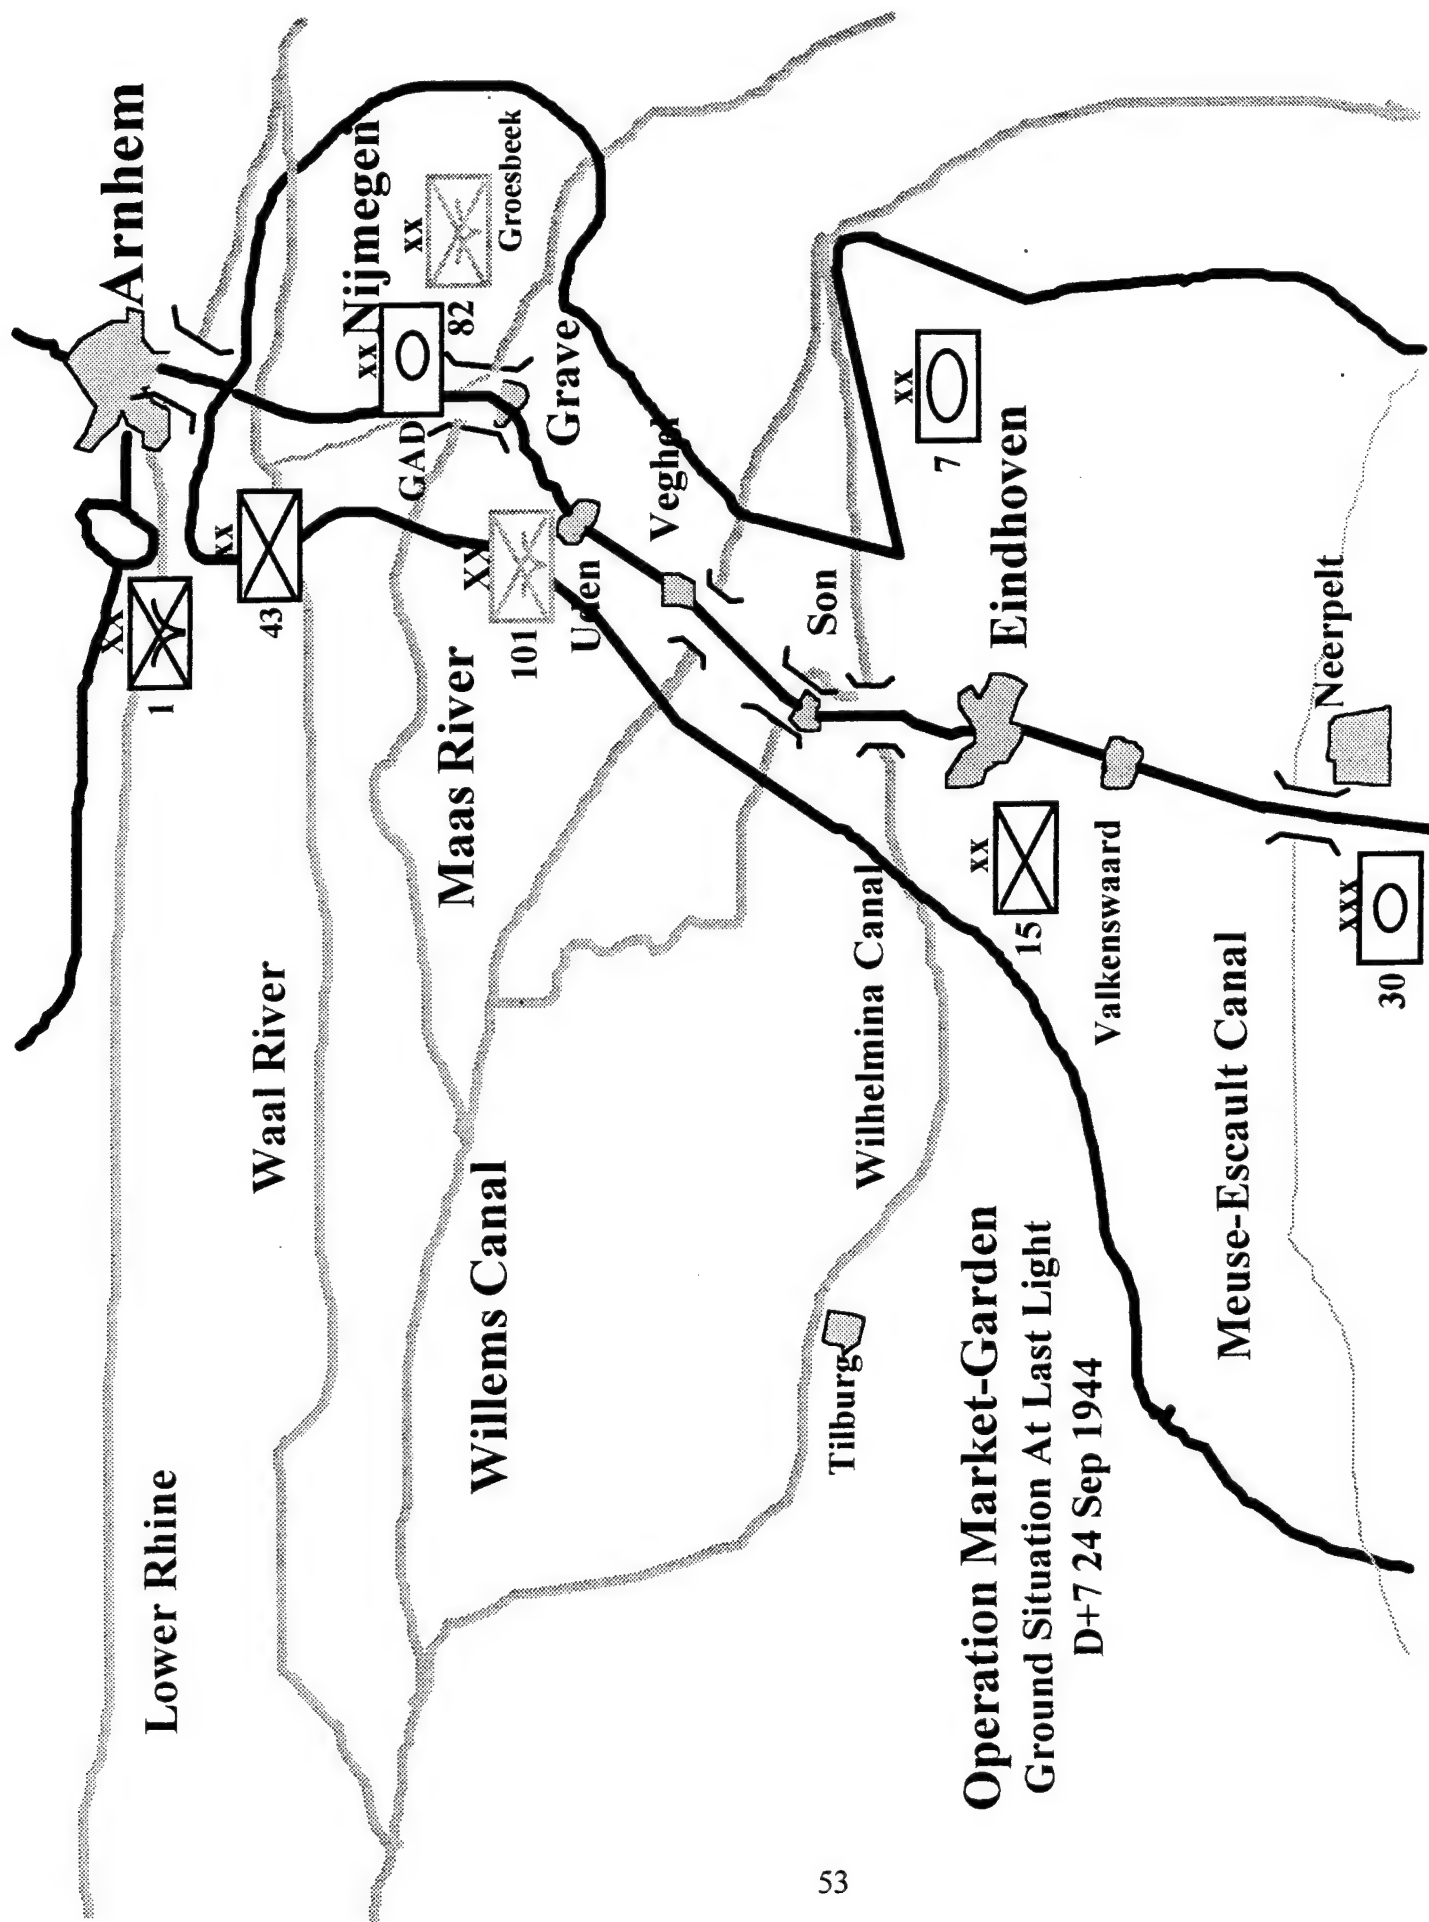 Arnhem
XX
Nijmegen
XX
82
XX
Groesbeek
Grave
GAD
XX
1
XX
43
XX
101
Uden
Veghel
Son
XX
7
Eindhoven
Neerpelt
Lower Rhine
Waal River
Maas River
Willems Canal
Wilhelmina Canal
Tilburg
XX
15
Valkenswaard
Meuse-Escault Canal
XXX
30
Operation Market-Garden
Ground Situation At Last Light
D+7 24 Sep 1944
53